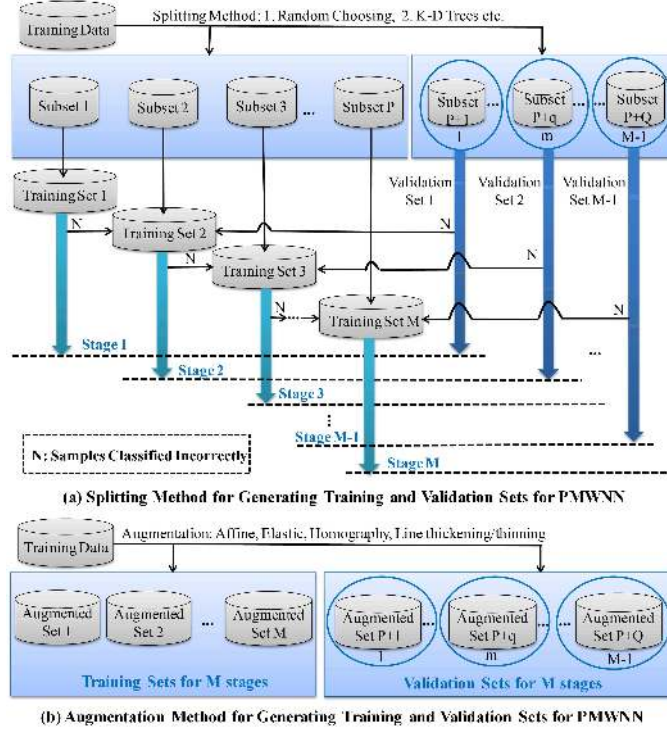 Splitting Method: 1. Random Choosing, 2. K-D Trees etc.
Training Data
Subset 1
Subset 2
Subset 3
...
Subset P
Subset
P+1
1
...
Subset
P+q
m
... ...
Subset
P+Q
M-1
Training Set 1
Validation
Set 1
Validation
Set 2
Validation
Set M-1
N
Training Set 2
N
N
Training Set 3
N
N
......
Training Set M
N
Stage 1
...
Stage 2
Stage 3
...
Stage M-1
N: Samples Classified Incorrectly
Stage M
(a) Splitting Method for Generating Training and Validation Sets for PMWNN
Augmentation: Affine, Elastic, Homography, Line thickening/thinning
Training Data
Augmented
Set 1
Augmented
Set 2
...
Augmented
Set M
Augmented
Set P+1
1
...
Augmented
Set P+q
m
... ...
Augmented
Set P+Q
M-1
Training Sets for M stages
Validation Sets for M stages
(b) Augmentation Method for Generating Training and Validation Sets for PMWNN